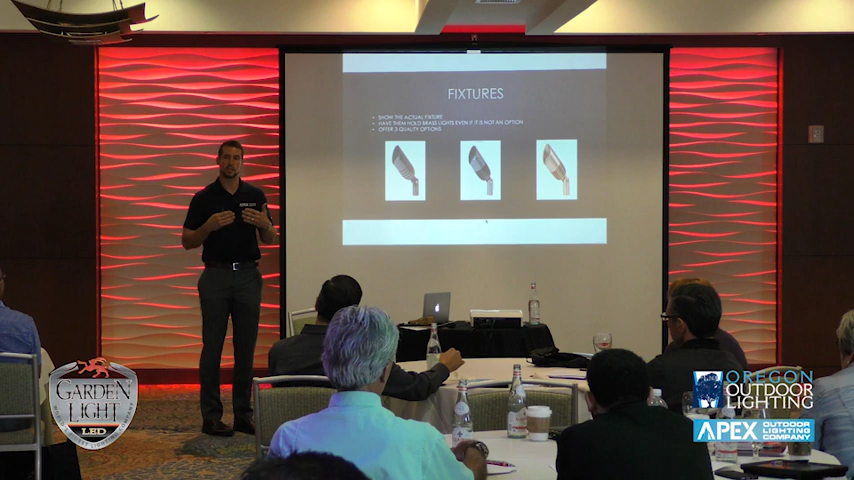 FIXTURES
• SHOW THE ACTUAL FIXTURE
• HAVE THEM HOLD BRASS LIGHTS EVEN IF IT IS NOT AN OPTION
• OFFER 3 QUALITY OPTIONS
GARDEN
LIGHT
LED
OREGON
OUTDOOR
LIGHTING
APEX OUTDOOR
LIGHTING
COMPANY